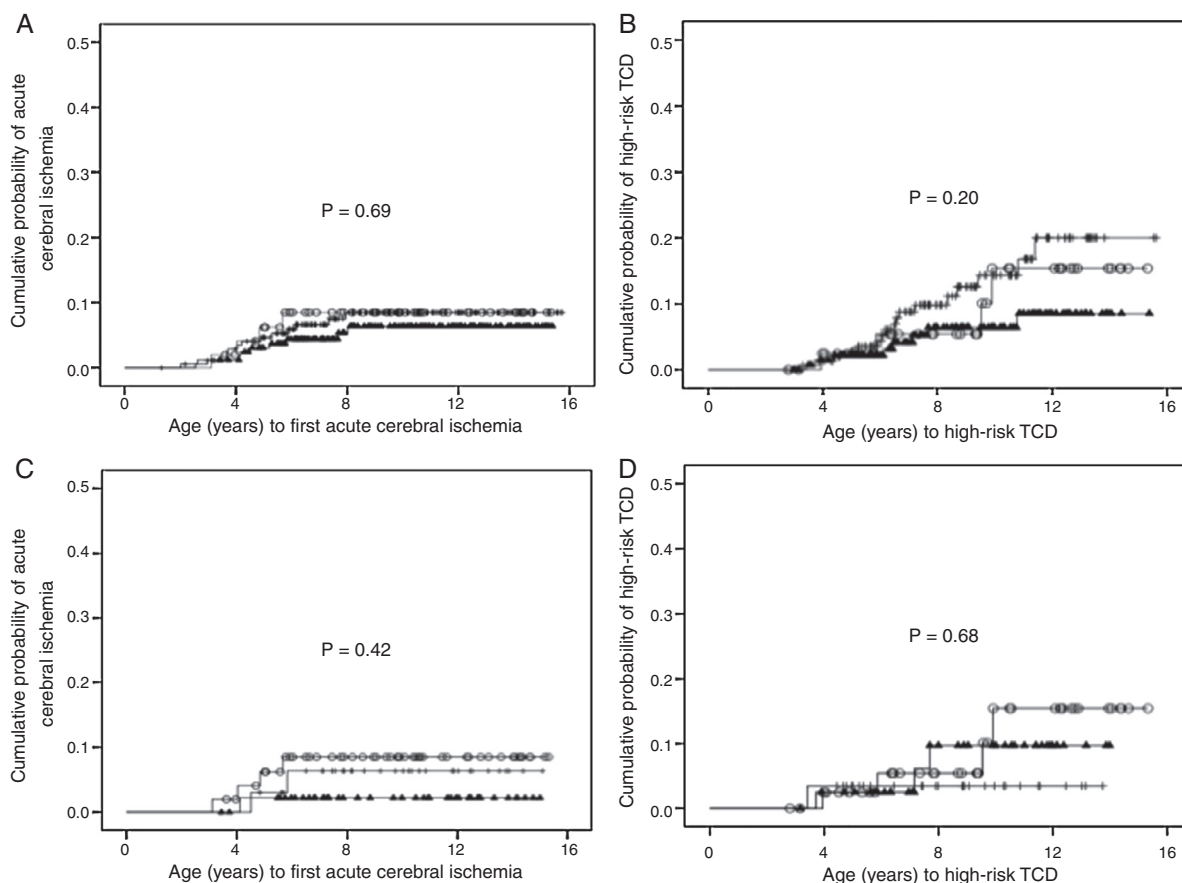 A
Cumulative probability of acute
cerebral ischemia
0.5
0.4
0.3
0.2
0.1
0.0
P = 0.69
0 4 8 12 16
Age (years) to first acute cerebral ischemia
B
Cumulative probability of high-risk TCD
0.5
0.4
0.3
0.2
0.1
0.0
P = 0.20
0 4 8 12 16
Age (years) to high-risk TCD
C
Cumulative probability of acute
cerebral ischemia
0.5
0.4
0.3
0.2
0.1
0.0
P = 0.42
0 4 8 12 16
Age (years) to first acute cerebral ischemia
D
Cumulative probability of high-risk TCD
0.5
0.4
0.3
0.2
0.1
0.0
P = 0.68
0 4 8 12 16
Age (years) to high-risk TCD